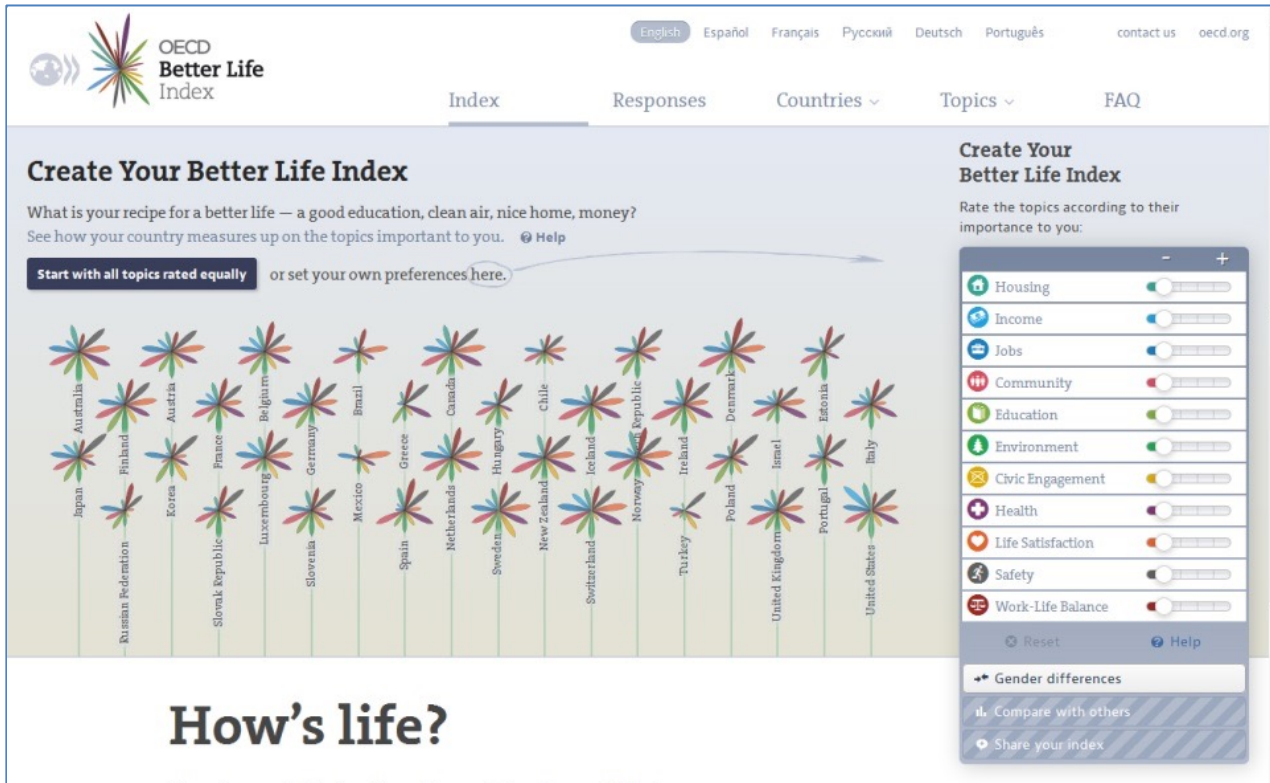 OECD
Better Life
Index
English Español Français Русский Deutsch Português contact us oecd.org
Index Responses Countries Topics FAQ
Create Your Better Life Index
What is your recipe for a better life — a good education, clean air, nice home, money?
See how your country measures up on the topics important to you. Help
Start with all topics rated equally or set your own preferences here.
Australia
Austria
Belgium
Brazil
Canada
Chile
Republic
Denmark
Estonia
Finland
France
Germany
Greece
Hungary
Iceland
Ireland
Israel
Italy
Japan
Korea
Luxembourg
Mexico
Netherlands
New Zealand
Norway
Poland
Portugal
Russian Federation
Slovak Republic
Slovenia
Spain
Sweden
Switzerland
Turkey
United Kingdom
United States
Create Your
Better Life Index
Rate the topics according to their
importance to you:
- +
Housing
Income
Jobs
Community
Education
Environment
Civic Engagement
Health
Life Satisfaction
Safety
Work-Life Balance
Reset Help
Gender differences
Compare with others
Share your index
How's life?